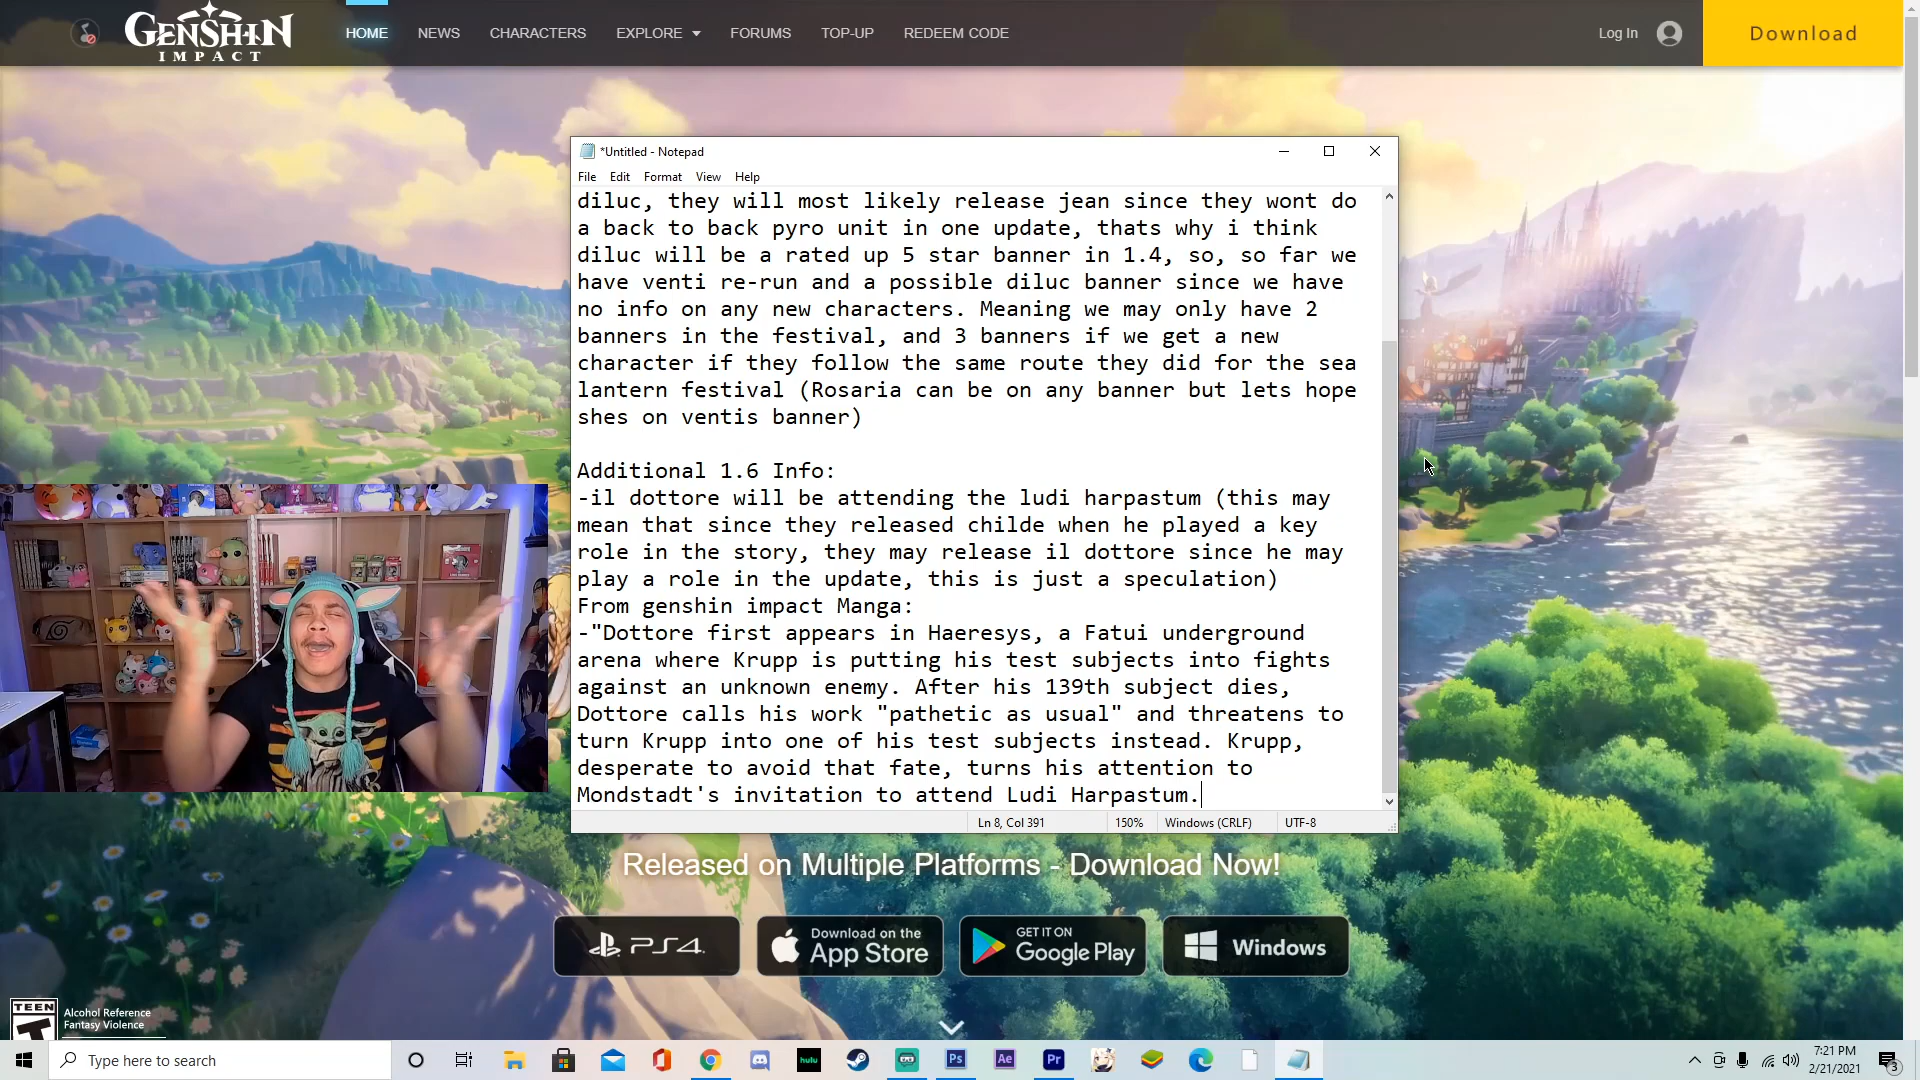 GENSHIN
IMPACT
HOME
NEWS
CHARACTERS
EXPLORE
FORUMS
TOP-UP
REDEEM CODE
Log In
Download
*Untitled - Notepad
File Edit Format View Help
diluc, they will most likely release jean since they wont do
a back to back pyro unit in one update, thats why i think
diluc will be a rated up 5 star banner in 1.4, so, so far we
have venti re-run and a possible diluc banner since we have
no info on any new characters. Meaning we may only have 2
banners in the festival, and 3 banners if we get a new
character if they follow the same route they did for the sea
lantern festival (Rosaria can be on any banner but lets hope
shes on ventis banner)
Additional 1.6 Info:
-il dottore will be attending the ludi harpastum (this may
mean that since they released childe when he played a key
role in the story, they may release il dottore since he may
play a role in the update, this is just a speculation)
From genshin impact Manga:
-"Dottore first appears in Haeresys, a Fatui underground
arena where Krupp is putting his test subjects into fights
against an unknown enemy. After his 139th subject dies,
Dottore calls his work "pathetic as usual" and threatens to
turn Krupp into one of his test subjects instead. Krupp,
desperate to avoid that fate, turns his attention to
Mondstadt's invitation to attend Ludi Harpastum.
Ln 8, Col 391
150%
Windows (CRLF)
UTF-8
Released on Multiple Platforms - Download Now!
PS4
Download on the
App Store
GET IT ON
Google Play
Windows
TEEN
T
Alcohol Reference
Fantasy Violence
Type here to search
hulu
Ps
Ae
Pr
7:21 PM
2/21/2021
3